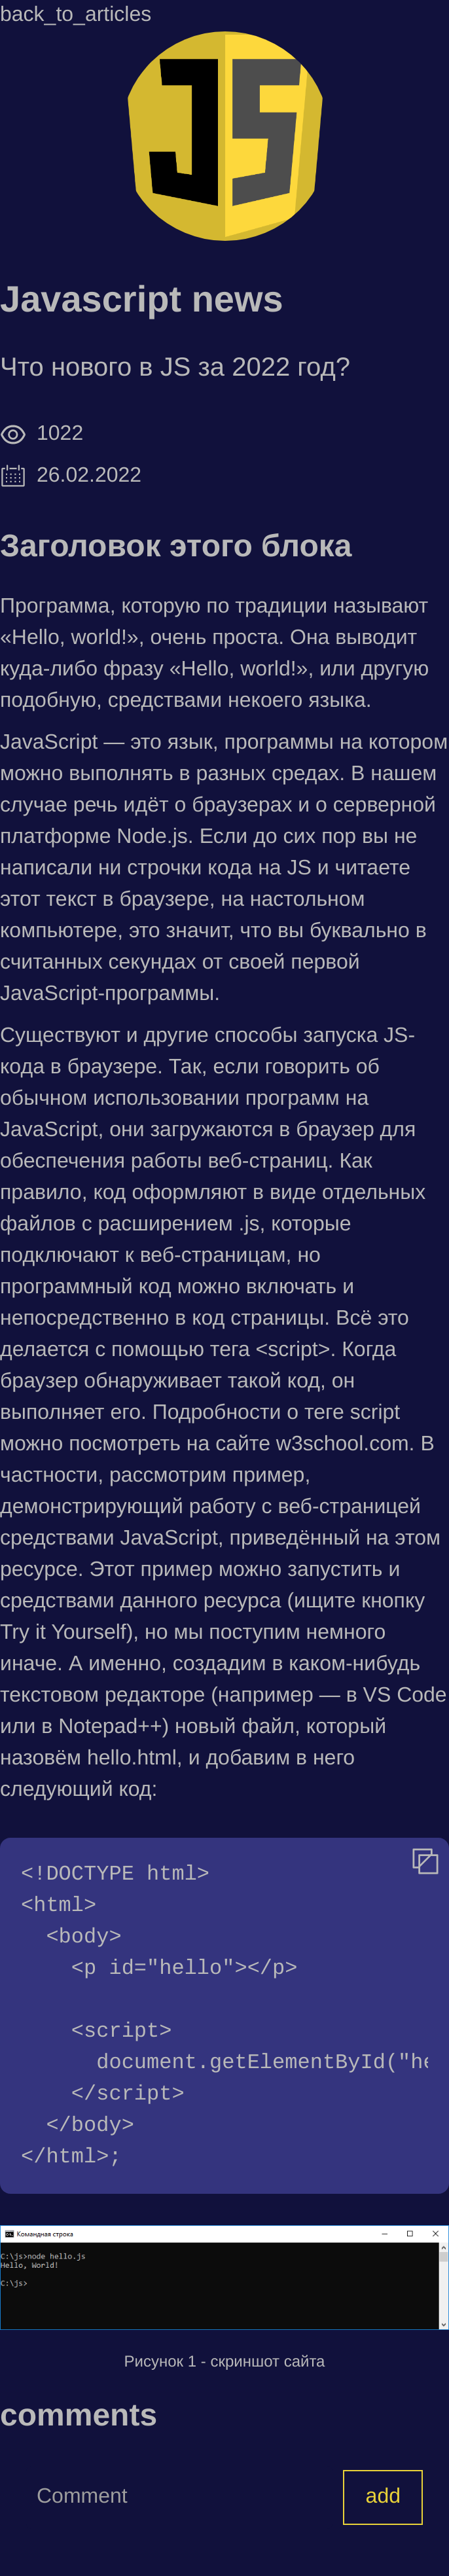 back_to_articles
JS
Javascript news
Что нового в JS за 2022 год?
1022
26.02.2022
Заголовок этого блока
Программа, которую по традиции называют
«Hello, world!», очень проста. Она выводит
куда-либо фразу «Hello, world!», или другую
подобную, средствами некоего языка.
JavaScript — это язык, программы на котором
можно выполнять в разных средах. В нашем
случае речь идёт о браузерах и о серверной
платформе Node.js. Если до сих пор вы не
написали ни строчки кода на JS и читаете
этот текст в браузере, на настольном
компьютере, это значит, что вы буквально в
считанных секундах от своей первой
JavaScript-программы.
Существуют и другие способы запуска JS-
кода в браузере. Так, если говорить об
обычном использовании программ на
JavaScript, они загружаются в браузер для
обеспечения работы веб-страниц. Как
правило, код оформляют в виде отдельных
файлов с расширением .js, которые
подключают к веб-страницам, но
программный код можно включать и
непосредственно в код страницы. Всё это
делается с помощью тега <script>. Когда
браузер обнаруживает такой код, он
выполняет его. Подробности о теге script
можно посмотреть на сайте w3school.com. В
частности, рассмотрим пример,
демонстрирующий работу с веб-страницей
средствами JavaScript, приведённый на этом
ресурсе. Этот пример можно запустить и
средствами данного ресурса (ищите кнопку
Try it Yourself), но мы поступим немного
иначе. А именно, создадим в каком-нибудь
текстовом редакторе (например — в VS Code
или в Notepad++) новый файл, который
назовём hello.html, и добавим в него
следующий код:
<!DOCTYPE html>
<html>
  <body>
    <p id="hello"></p>

    <script>
      document.getElementById("he
    </script>
  </body>
</html>;
Командная строка
C:\js>node hello.js
Hello, World!
C:\js>
Рисунок 1 - скриншот сайта
comments
Comment
add